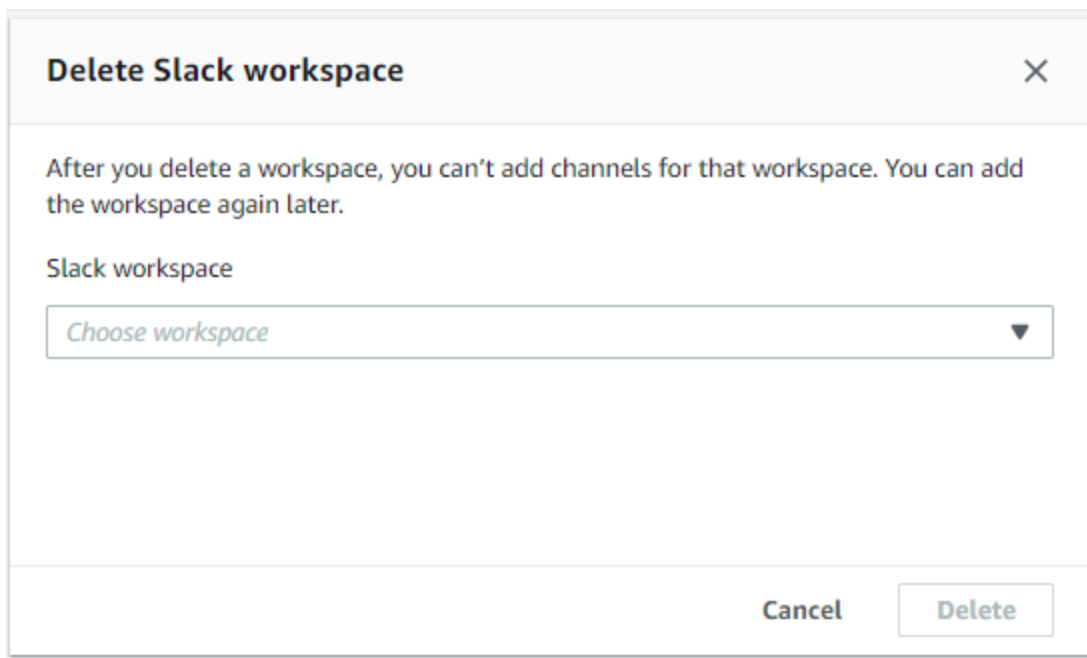 Delete Slack workspace
After you delete a workspace, you can't add channels for that workspace. You can add
the workspace again later.
Slack workspace
Choose workspace
Cancel
Delete